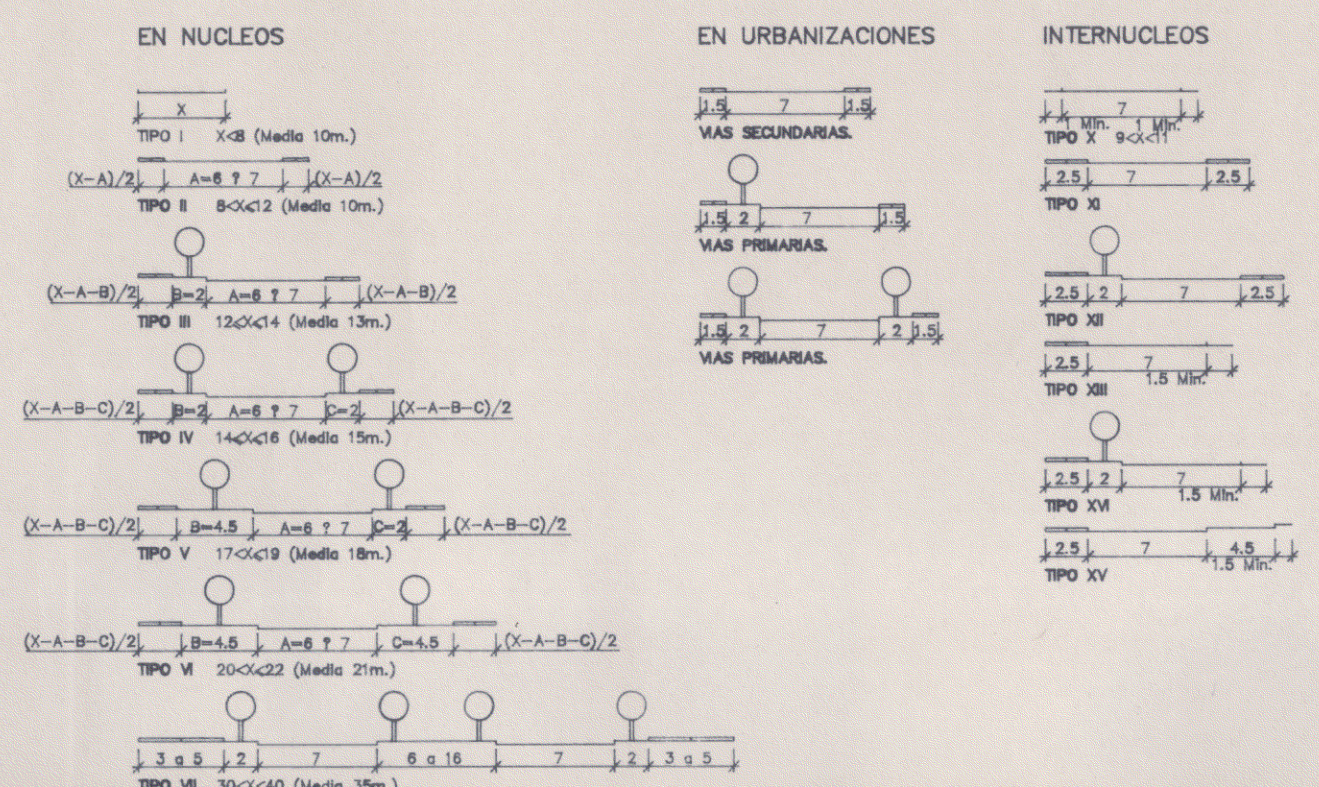 EN NUCLEOS
X
TIPO I X<8 (Media 10m.)
(X-A)/2 A=6 ? 7 (X-A)/2
TIPO II 8<X⩽12 (Media 10m.)
(X-A-B)/2 B=2 A=6 ? 7 (X-A-B)/2
TIPO III 12⩽X⩽14 (Media 13m.)
(X-A-B-C)/2 B=2 A=6 ? 7 C=2 (X-A-B-C)/2
TIPO IV 14⩽X⩽16 (Media 15m.)
(X-A-B-C)/2 B=4.5 A=6 ? 7 C=2 (X-A-B-C)/2
TIPO V 17<X⩽19 (Media 18m.)
(X-A-B-C)/2 B=4.5 A=6 ? 7 C=4.5 (X-A-B-C)/2
TIPO VI 20<X⩽22 (Media 21m.)
3 a 5 2 7 6 a 16 7 2 3 a 5
TIPO VII 30<X⩽40 (Media 35m.)
EN URBANIZACIONES
1.5 7 1.5
VIAS SECUNDARIAS.
1.5 2 7 1.5
VIAS PRIMARIAS.
1.5 2 7 2 1.5
VIAS PRIMARIAS.
INTERNUCLEOS
7
1 Min. 1 Min.
TIPO X 9<X<11
2.5 7 2.5
TIPO XI
2.5 2 7 2.5
TIPO XII
2.5 7
1.5 Min.
TIPO XIII
2.5 2 7
1.5 Min.
TIPO XVI
2.5 7 4.5
1.5 Min.
TIPO XV